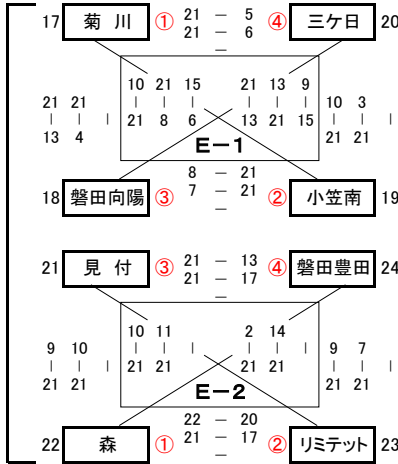 17 菊 川 ① 21 － 5 ④ 三ケ日 20
21 － 6
－
10 21 15 21 13 9
21 21 | | | | | | 10 3
| | | 21 8 6 13 21 15 | | |
13 4 E－1 21 21
8 － 21
18 磐田向陽 ③ 7 － 21 ② 小笠南 19
－
21 見 付 ③ 21 － 13 ④ 磐田豊田 24
21 － 17
－
10 11 2 14
9 10 | | | | | | 9 7
| | | 21 21 21 21 | | |
21 21 E－2 21 21
22 － 20
22 森 ① 21 － 17 ② リミテット 23
－